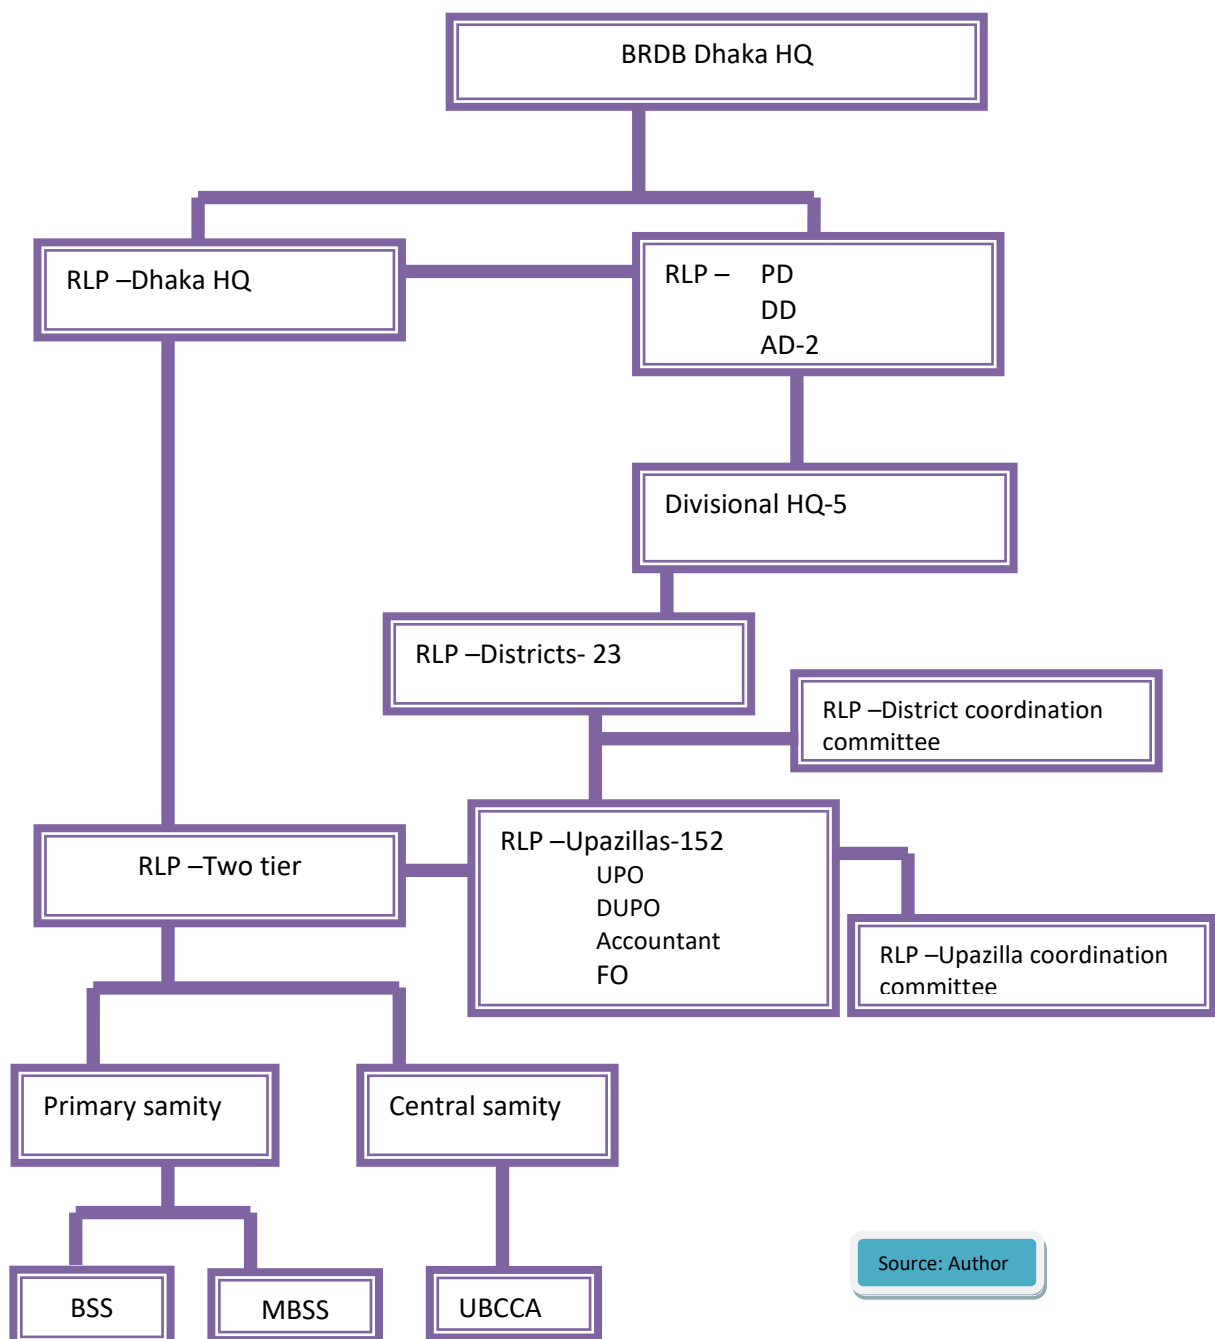 BRDB Dhaka HQ
RLP –Dhaka HQ
RLP – PD
DD
AD-2
Divisional HQ-5
RLP –Districts- 23
RLP –District coordination
committee
RLP –Two tier
RLP –Upazillas-152
UPO
DUPO
Accountant
FO
RLP –Upazilla coordination
committee
Primary samity
Central samity
BSS
MBSS
UBCCA
Source: Author